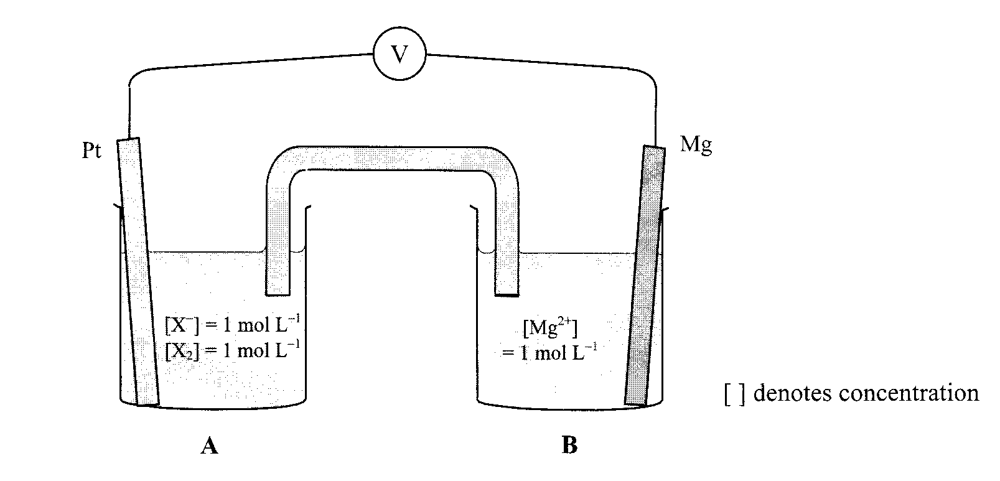 V
Pt
Mg
[X⁻] = 1 mol L⁻¹
[X₂] = 1 mol L⁻¹
[Mg²⁺]
= 1 mol L⁻¹
[ ] denotes concentration
A
B